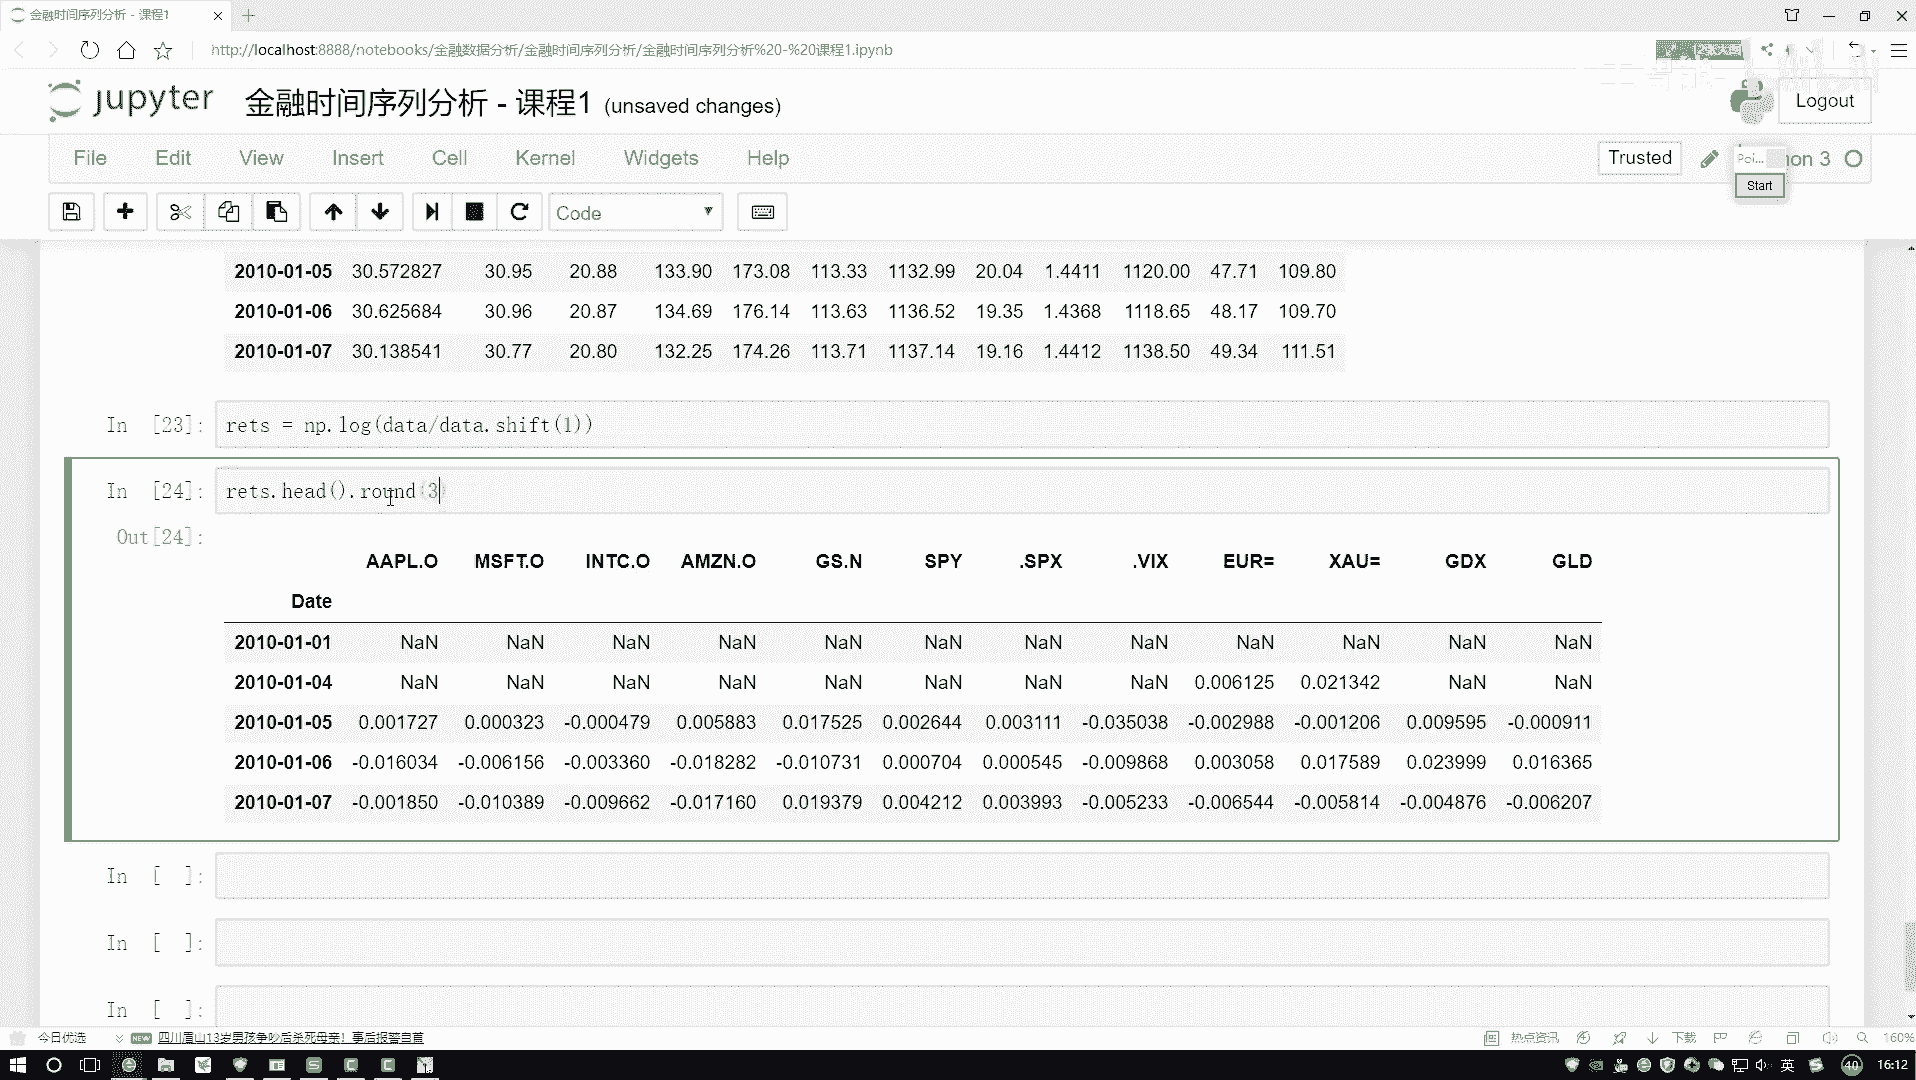 金融时间序列分析 - 课程1
http://localhost:8888/notebooks/金融数据分析/金融时间序列分析/金融时间序列分析%20-%20课程1.ipynb
jupyter 金融时间序列分析 - 课程1 (unsaved changes)
Logout
File Edit View Insert Cell Kernel Widgets Help
Trusted
Poi... hon 3
Start
Code
2010-01-05 30.572827 30.95 20.88 133.90 173.08 113.33 1132.99 20.04 1.4411 1120.00 47.71 109.80
2010-01-06 30.625684 30.96 20.87 134.69 176.14 113.63 1136.52 19.35 1.4368 1118.65 48.17 109.70
2010-01-07 30.138541 30.77 20.80 132.25 174.26 113.71 1137.14 19.16 1.4412 1138.50 49.34 111.51
In [23]: rets = np.log(data/data.shift(1))
In [24]: rets.head().round(3)
Out[24]:
AAPL.O MSFT.O INTC.O AMZN.O GS.N SPY .SPX .VIX EUR= XAU= GDX GLD
Date
2010-01-01 NaN NaN NaN NaN NaN NaN NaN NaN NaN NaN NaN NaN
2010-01-04 NaN NaN NaN NaN NaN NaN NaN NaN 0.006125 0.021342 NaN NaN
2010-01-05 0.001727 0.000323 -0.000479 0.005883 0.017525 0.002644 0.003111 -0.035038 -0.002988 -0.001206 0.009595 -0.000911
2010-01-06 -0.016034 -0.006156 -0.003360 -0.018282 -0.010731 0.000704 0.000545 -0.009868 0.003058 0.017589 0.023999 0.016365
2010-01-07 -0.001850 -0.010389 -0.009662 -0.017160 0.019379 0.004212 0.003993 -0.005233 -0.006544 -0.005814 -0.004876 -0.006207
In [ ]:
In [ ]:
In [ ]:
今日优选 NEW 四川眉山13岁男孩争吵后杀死母亲！事后报警自首
热点资讯 下载 160%
英 40 16:12